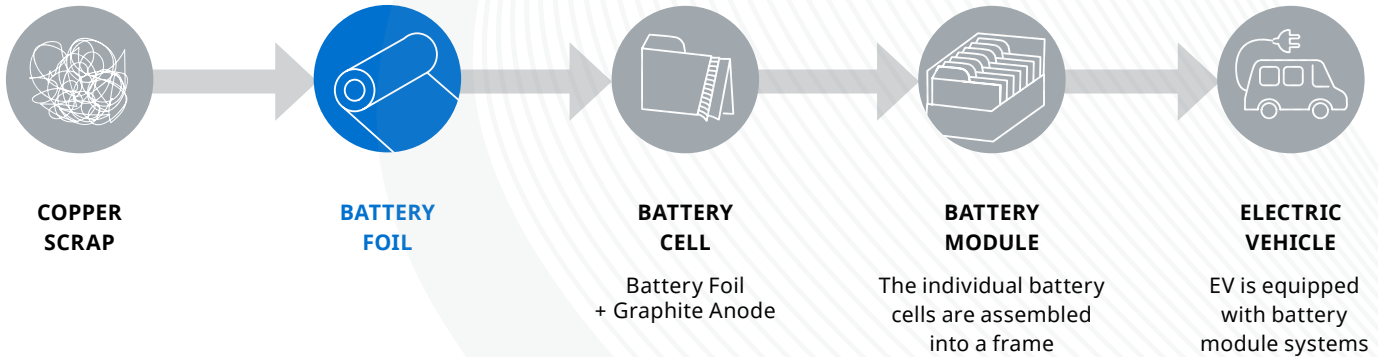 COPPER
SCRAP
BATTERY
FOIL
BATTERY
CELL
Battery Foil
+ Graphite Anode
BATTERY
MODULE
The individual battery
cells are assembled
into a frame
ELECTRIC
VEHICLE
EV is equipped
with battery
module systems